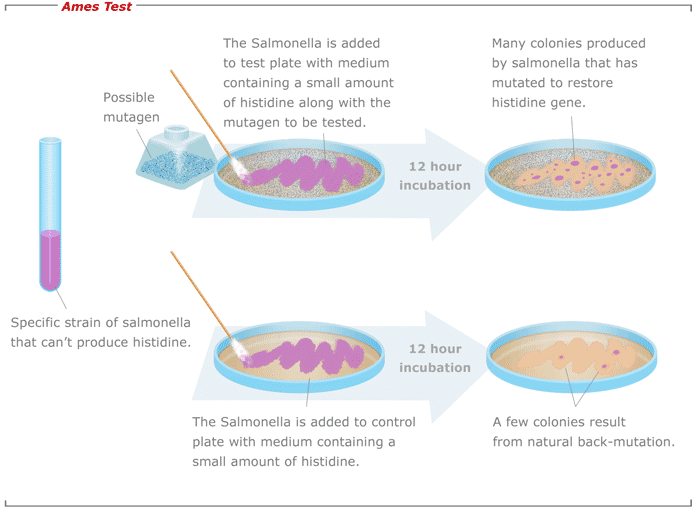 Ames Test
The Salmonella is added
to test plate with medium
containing a small amount
of histidine along with the
mutagen to be tested.
Many colonies produced
by salmonella that has
mutated to restore
histidine gene.
Possible
mutagen
12 hour
incubation
Specific strain of salmonella
that can’t produce histidine.
12 hour
incubation
The Salmonella is added to control
plate with medium containing a
small amount of histidine.
A few colonies result
from natural back-mutation.